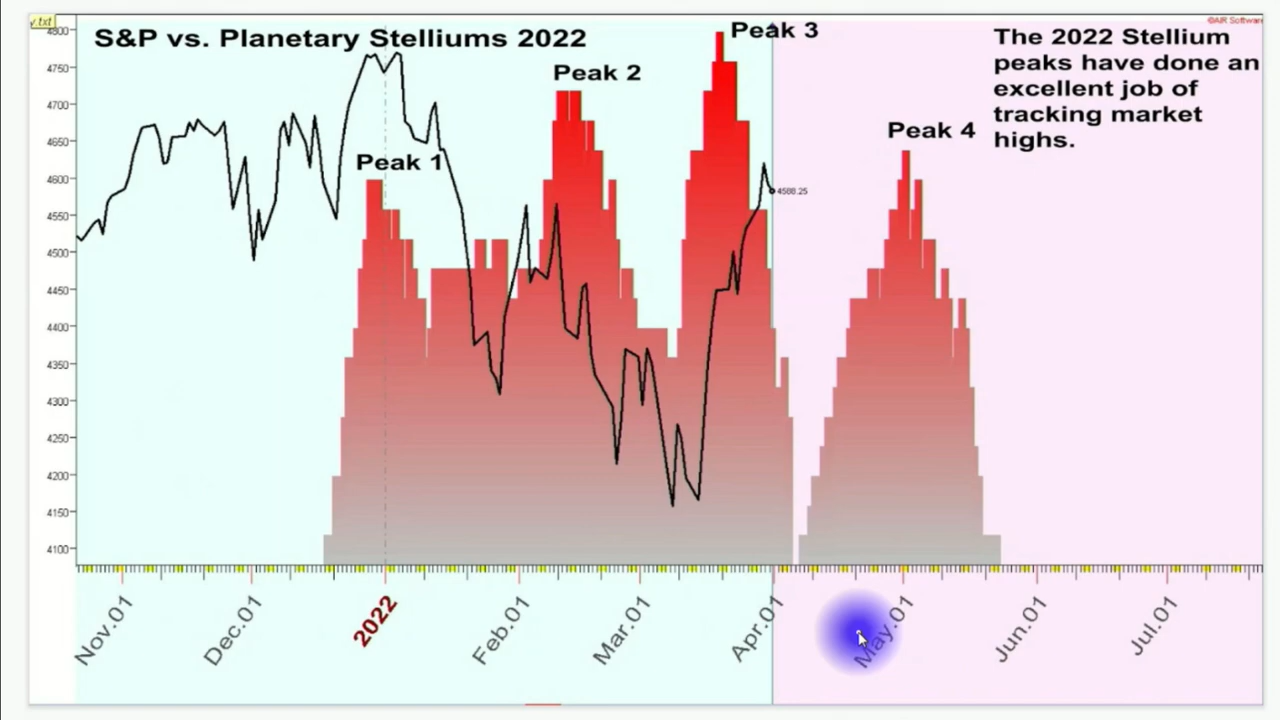 v.txt
©AIR Software
S&P vs. Planetary Stelliums 2022
Peak 3
The 2022 Stellium
peaks have done an
excellent job of
tracking market
highs.
Peak 2
Peak 4
Peak 1
4800
4750
4700
4650
4600
4550
4500
4450
4400
4350
4300
4250
4200
4150
4100
4588.25
Nov.01
Dec.01
2022
Feb.01
Mar.01
Apr.01
May.01
Jun.01
Jul.01